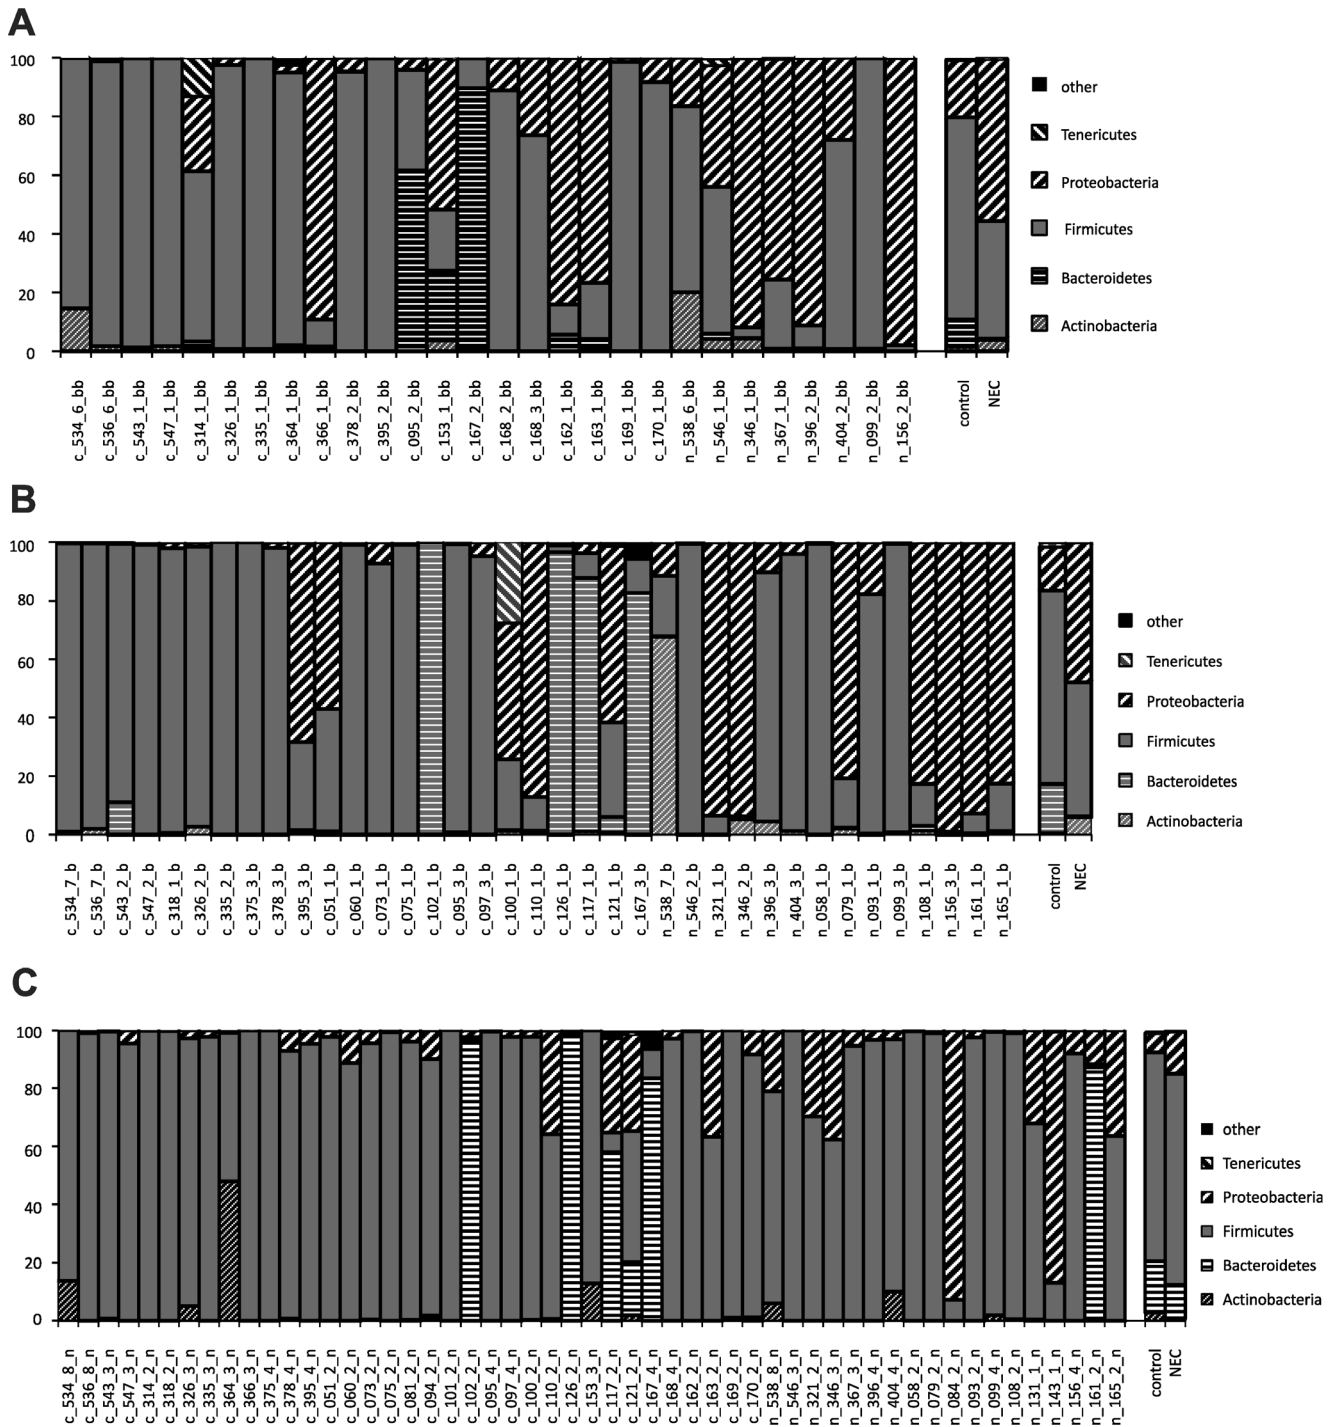 A
100
80
60
40
20
0
c_534_6_bb
c_536_6_bb
c_543_1_bb
c_547_1_bb
c_314_1_bb
c_326_1_bb
c_335_1_bb
c_364_1_bb
c_366_1_bb
c_378_2_bb
c_395_2_bb
c_095_2_bb
c_153_1_bb
c_167_2_bb
c_168_2_bb
c_168_3_bb
c_162_1_bb
c_163_1_bb
c_169_1_bb
c_170_1_bb
n_538_6_bb
n_546_1_bb
n_346_1_bb
n_367_1_bb
n_396_2_bb
n_404_2_bb
n_099_2_bb
n_156_2_bb
control
NEC
other
Tenericutes
Proteobacteria
Firmicutes
Bacteroidetes
Actinobacteria
B
100
80
60
40
20
0
c_534_7_b
c_536_7_b
c_543_2_b
c_547_2_b
c_318_1_b
c_326_2_b
c_335_2_b
c_375_3_b
c_378_3_b
c_395_3_b
c_051_1_b
c_060_1_b
c_073_1_b
c_075_1_b
c_102_1_b
c_095_3_b
c_097_3_b
c_100_1_b
c_110_1_b
c_126_1_b
c_117_1_b
c_121_1_b
c_167_3_b
n_538_7_b
n_546_2_b
n_321_1_b
n_346_2_b
n_396_3_b
n_404_3_b
n_058_1_b
n_079_1_b
n_093_1_b
n_099_3_b
n_108_1_b
n_156_3_b
n_161_1_b
n_165_1_b
control
NEC
other
Tenericutes
Proteobacteria
Firmicutes
Bacteroidetes
Actinobacteria
C
100
80
60
40
20
0
c_534_8_n
c_536_8_n
c_543_3_n
c_547_3_n
c_314_2_n
c_318_2_n
c_326_3_n
c_335_3_n
c_364_3_n
c_366_3_n
c_375_4_n
c_378_4_n
c_395_4_n
c_051_2_n
c_060_2_n
c_073_2_n
c_075_2_n
c_081_2_n
c_094_2_n
c_101_2_n
c_102_2_n
c_095_4_n
c_097_4_n
c_100_2_n
c_110_2_n
c_126_2_n
c_153_3_n
c_117_2_n
c_121_2_n
c_167_4_n
c_168_4_n
c_162_2_n
c_163_2_n
c_169_2_n
c_170_2_n
n_538_8_n
n_546_3_n
n_321_2_n
n_346_3_n
n_367_3_n
n_396_4_n
n_404_4_n
n_058_2_n
n_079_2_n
n_084_2_n
n_093_2_n
n_099_4_n
n_108_2_n
n_131_1_n
n_143_1_n
n_156_4_n
n_161_2_n
n_165_2_n
control
NEC
other
Tenericutes
Proteobacteria
Firmicutes
Bacteroidetes
Actinobacteria